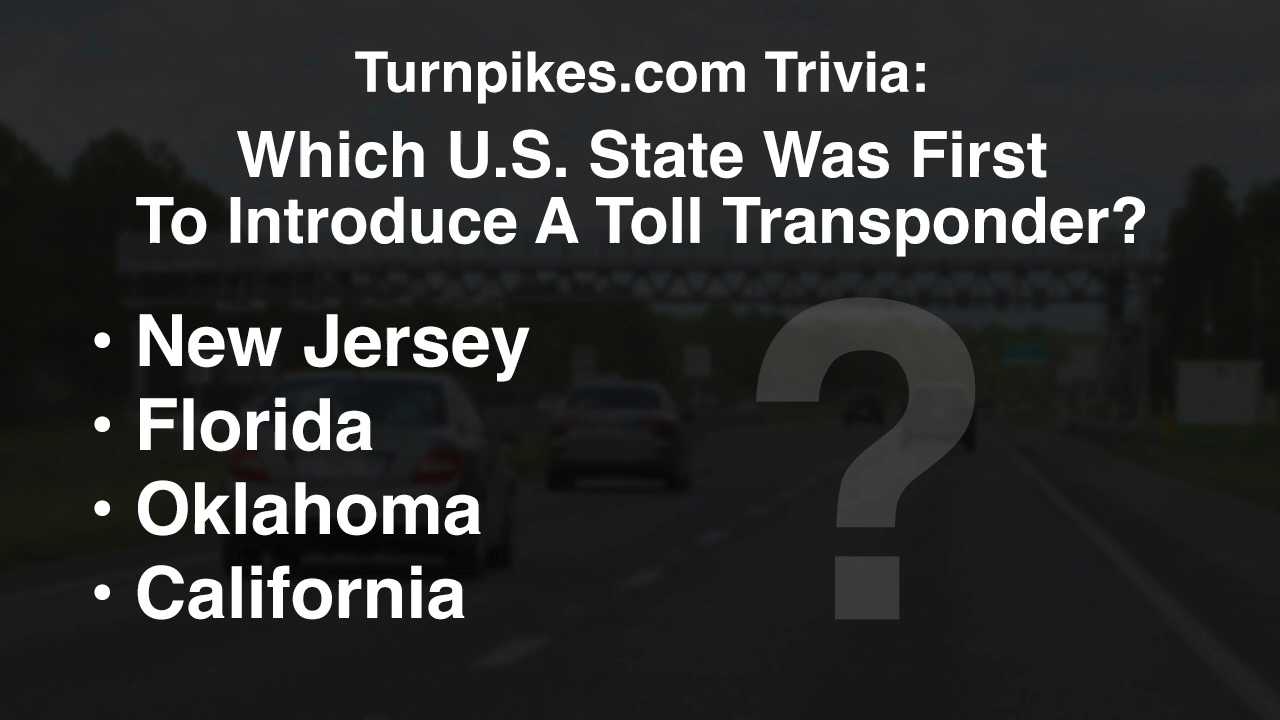 Turnpikes.com Trivia:
Which U.S. State Was First
To Introduce A Toll Transponder?
• New Jersey
• Florida
• Oklahoma
• California
?